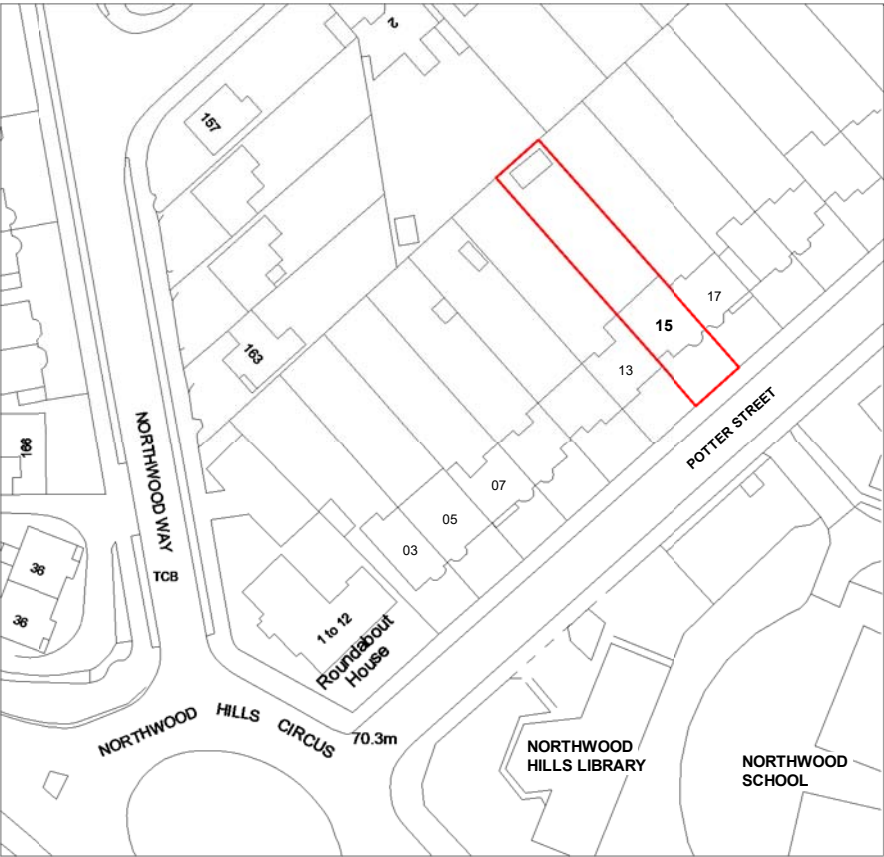 2
157
17
15
163
13
POTTER STREET
NORTHWOOD WAY
166
07
05
03
TCB
36
36
1 to 12
Roundabout
House
NORTHWOOD HILLS CIRCUS
70.3m
NORTHWOOD
HILLS LIBRARY
NORTHWOOD
SCHOOL